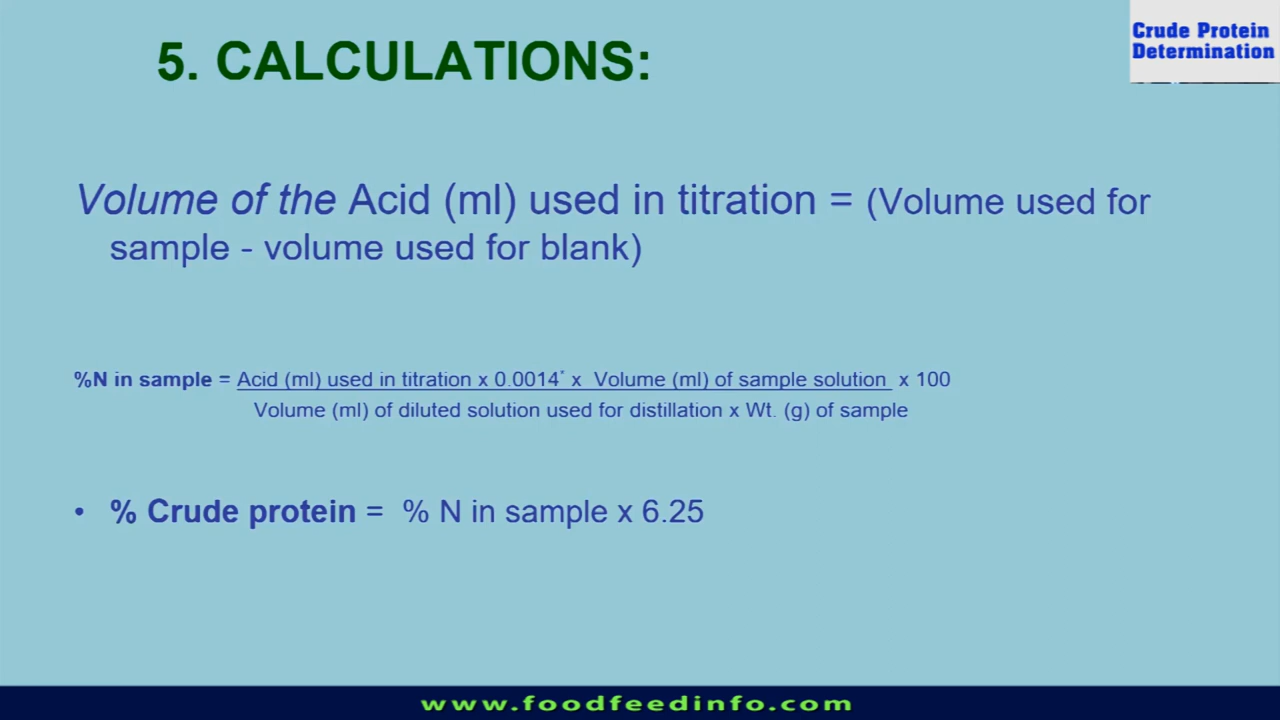 Crude Protein
Determination
5. CALCULATIONS:
Volume of the Acid (ml) used in titration = (Volume used for
sample - volume used for blank)
%N in sample = Acid (ml) used in titration x 0.0014* x Volume (ml) of sample solution x 100
Volume (ml) of diluted solution used for distillation x Wt. (g) of sample
• % Crude protein = % N in sample x 6.25
www.foodfeedinfo.com